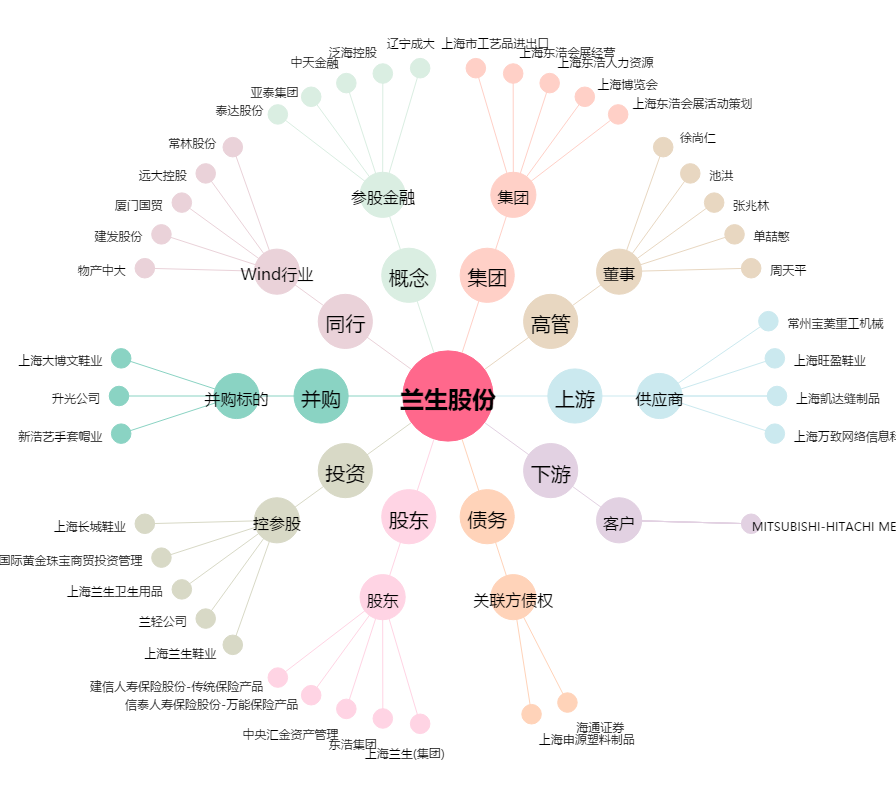 辽宁成大
泛海控股
中天金融
亚泰集团
泰达股份
参股金融
概念
上海市工艺品进出口
上海东浩会展经营
上海东浩人力资源
上海博览会
上海东浩会展活动策划
集团
集团
常林股份
远大控股
厦门国贸
建发股份
物产中大
Wind行业
同行
徐尚仁
池洪
张兆林
单喆慜
周天平
董事
高管
上海大博文鞋业
升光公司
新浩艺手套帽业
并购标的
并购
兰生股份
上游
供应商
常州宝菱重工机械
上海旺盈鞋业
上海凯达缝制品
上海万致网络信息科
投资
控参股
上海长城鞋业
国际黄金珠宝商贸投资管理
上海兰生卫生用品
兰轻公司
上海兰生鞋业
下游
客户
MITSUBISHI-HITACHI ME
股东
股东
建信人寿保险股份-传统保险产品
信泰人寿保险股份-万能保险产品
中央汇金资产管理
东浩集团
上海兰生(集团)
债务
关联方债权
海通证券
上海申源塑料制品